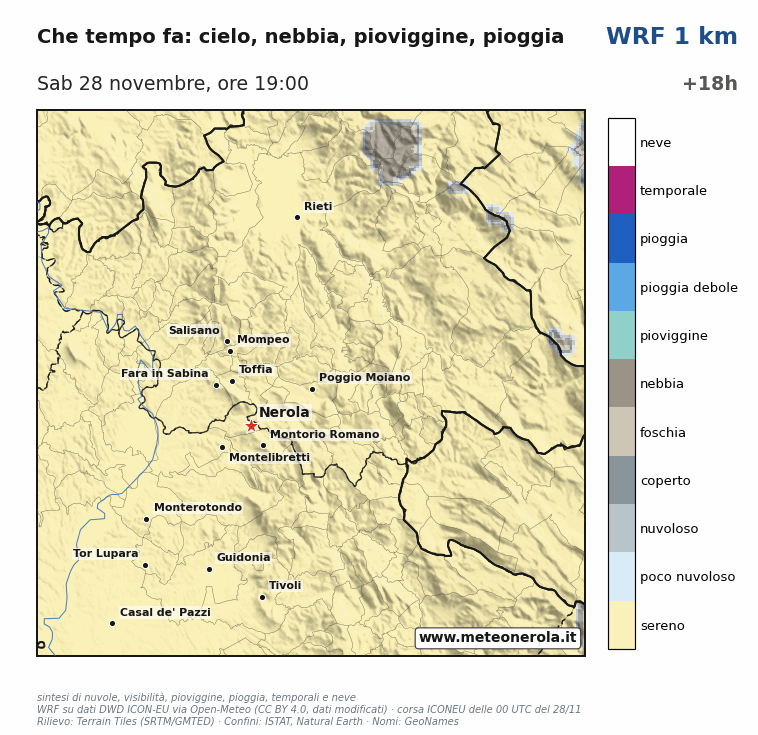 Che tempo fa: cielo, nebbia, pioviggine, pioggia
WRF 1 km
Sab 28 novembre, ore 19:00
+18h
neve
temporale
pioggia
pioggia debole
pioviggine
nebbia
foschia
coperto
nuvoloso
poco nuvoloso
sereno
Rieti
Salisano
Mompeo
Toffia
Fara in Sabina
Poggio Moiano
Nerola
Montorio Romano
Montelibretti
Monterotondo
Tor Lupara
Guidonia
Tivoli
Casal de' Pazzi
www.meteonerola.it
sintesi di nuvole, visibilità, pioviggine, pioggia, temporali e neve
WRF su dati DWD ICON-EU via Open-Meteo (CC BY 4.0, dati modificati) · corsa ICONEU delle 00 UTC del 28/11
Rilievo: Terrain Tiles (SRTM/GMTED) · Confini: ISTAT, Natural Earth · Nomi: GeoNames